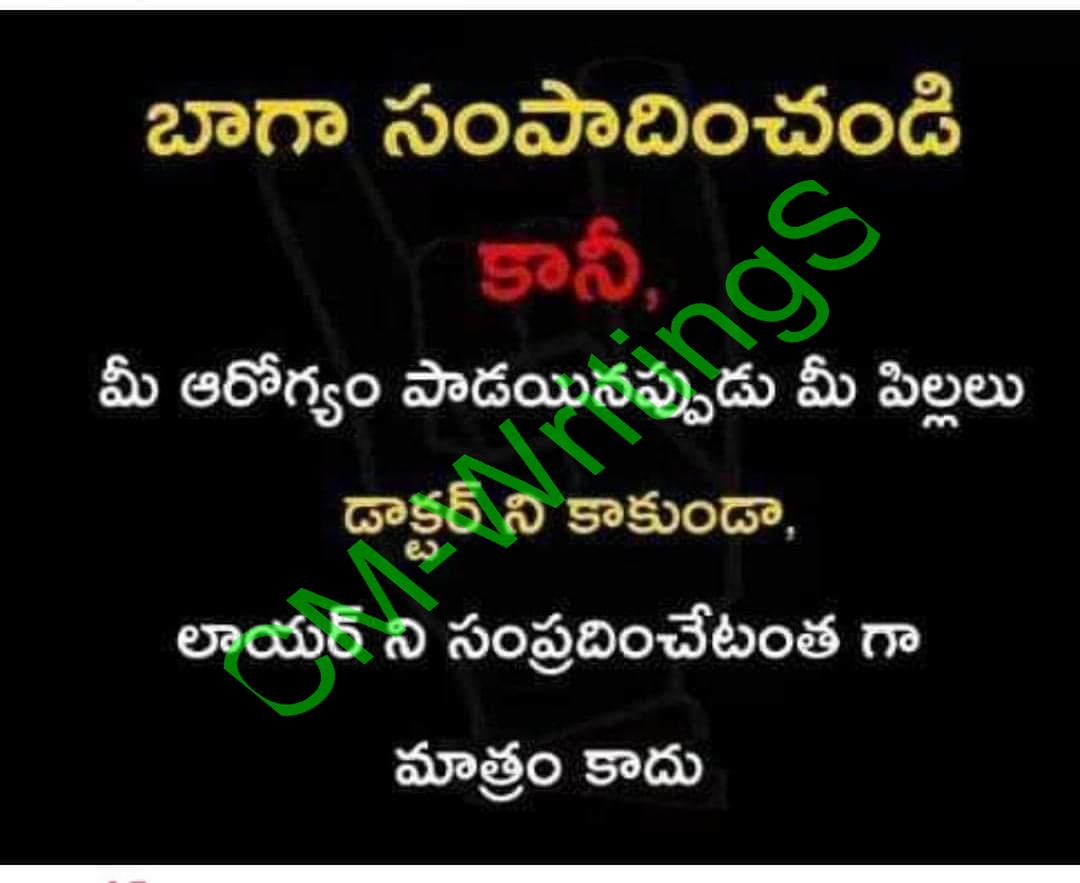 బాగా సంపాదించండి
కానీ,
మీ ఆరోగ్యం పాడయినప్పుడు మీ పిల్లలు
డాక్టర్ ని కాకుండా,
లాయర్ ని సంప్రదించేటంత గా
మాత్రం కాదు
CM-WritingS